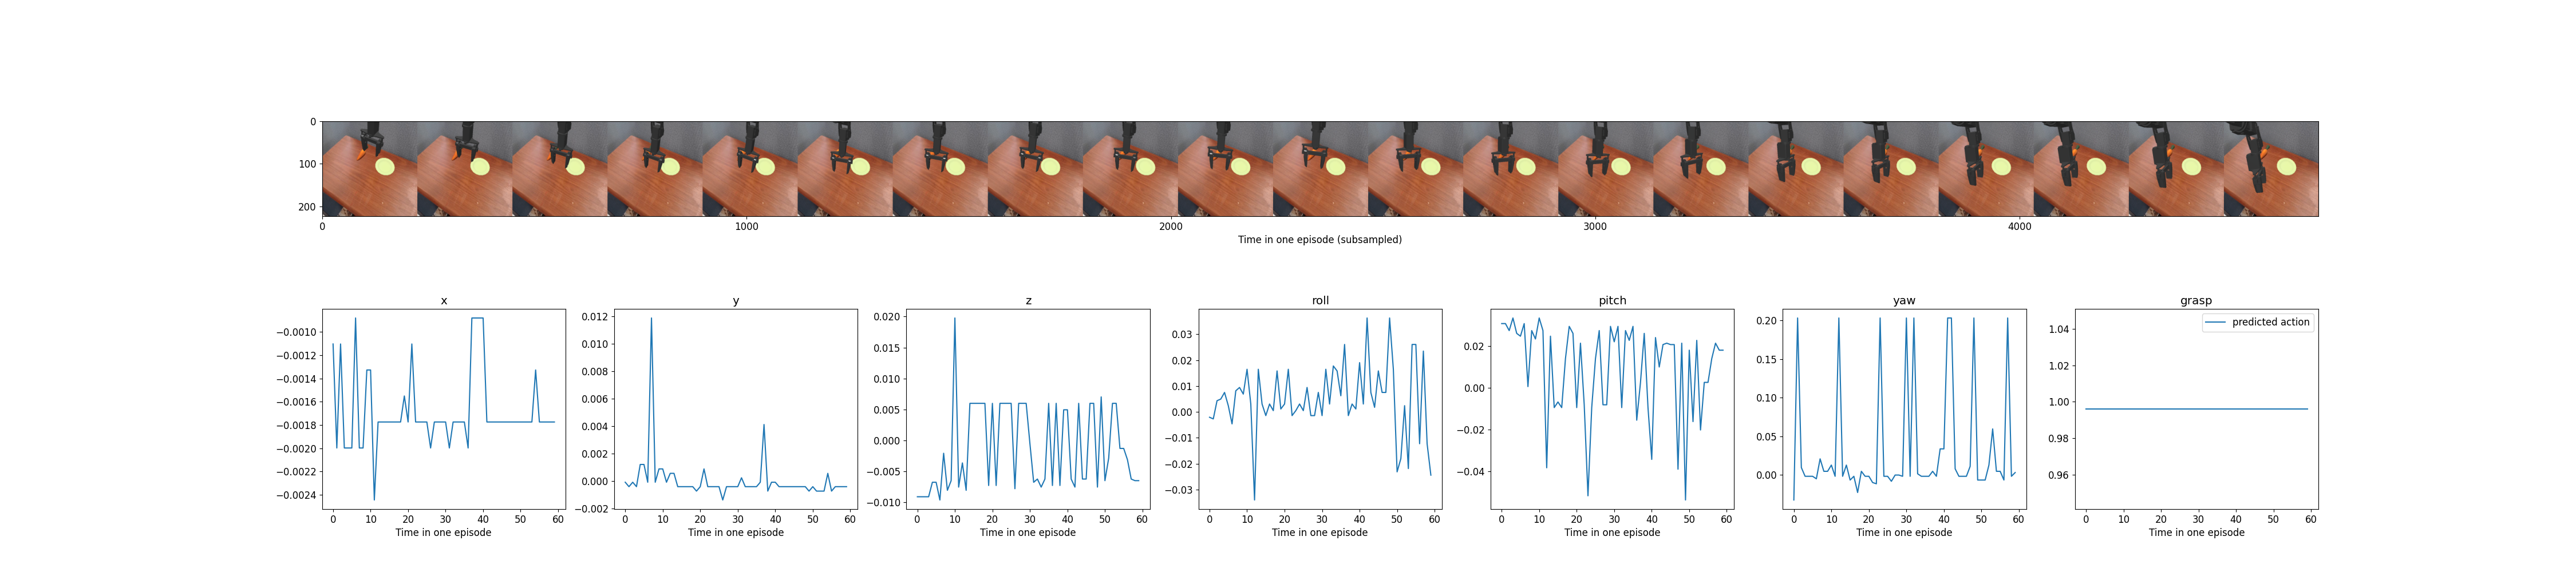 0
100
200
0 1000 2000 3000 4000
Time in one episode (subsampled)
x
−0.0010
−0.0012
−0.0014
−0.0016
−0.0018
−0.0020
−0.0022
−0.0024
0 10 20 30 40 50 60
Time in one episode
y
0.012
0.010
0.008
0.006
0.004
0.002
0.000
−0.002
0 10 20 30 40 50 60
Time in one episode
z
0.020
0.015
0.010
0.005
0.000
−0.005
−0.010
0 10 20 30 40 50 60
Time in one episode
roll
0.03
0.02
0.01
0.00
−0.01
−0.02
−0.03
0 10 20 30 40 50 60
Time in one episode
pitch
0.02
0.00
−0.02
−0.04
0 10 20 30 40 50 60
Time in one episode
yaw
0.20
0.15
0.10
0.05
0.00
0 10 20 30 40 50 60
Time in one episode
grasp
predicted action
1.04
1.02
1.00
0.98
0.96
0 10 20 30 40 50 60
Time in one episode